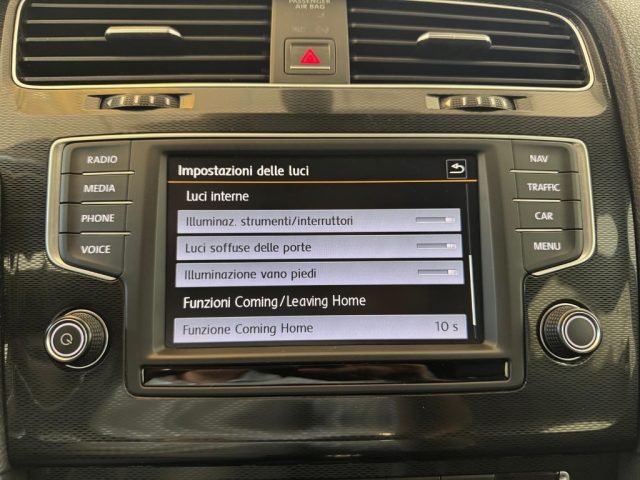 PASSENGER
AIR BAG
RADIO
MEDIA
PHONE
VOICE
Impostazioni delle luci
Luci interne
Illuminaz. strumenti/interruttori
Luci soffuse delle porte
Illuminazione vano piedi
Funzioni Coming/Leaving Home
Funzione Coming Home 10 s
NAV
TRAFFIC
CAR
MENU